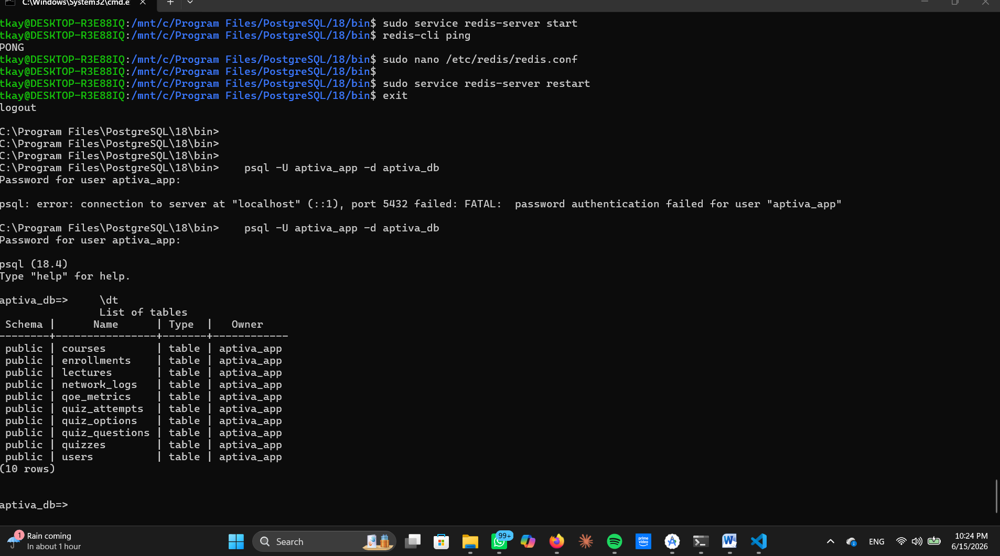 C:\Windows\System32\cmd.e
tkay@DESKTOP-R3E88IQ:/mnt/c/Program Files/PostgreSQL/18/bin$ sudo service redis-server start
tkay@DESKTOP-R3E88IQ:/mnt/c/Program Files/PostgreSQL/18/bin$ redis-cli ping
PONG
tkay@DESKTOP-R3E88IQ:/mnt/c/Program Files/PostgreSQL/18/bin$ sudo nano /etc/redis/redis.conf
tkay@DESKTOP-R3E88IQ:/mnt/c/Program Files/PostgreSQL/18/bin$
tkay@DESKTOP-R3E88IQ:/mnt/c/Program Files/PostgreSQL/18/bin$ sudo service redis-server restart
tkay@DESKTOP-R3E88IQ:/mnt/c/Program Files/PostgreSQL/18/bin$ exit
logout
C:\Program Files\PostgreSQL\18\bin>
C:\Program Files\PostgreSQL\18\bin>
C:\Program Files\PostgreSQL\18\bin>
C:\Program Files\PostgreSQL\18\bin>    psql -U aptiva_app -d aptiva_db
Password for user aptiva_app:
psql: error: connection to server at "localhost" (::1), port 5432 failed: FATAL:  password authentication failed for user "aptiva_app"
C:\Program Files\PostgreSQL\18\bin>    psql -U aptiva_app -d aptiva_db
Password for user aptiva_app:
psql (18.4)
Type "help" for help.
aptiva_db=>     \dt
                List of tables
 Schema |      Name      | Type  |   Owner
--------+----------------+-------+------------
 public | courses        | table | aptiva_app
 public | enrollments    | table | aptiva_app
 public | lectures       | table | aptiva_app
 public | network_logs   | table | aptiva_app
 public | qoe_metrics    | table | aptiva_app
 public | quiz_attempts  | table | aptiva_app
 public | quiz_options   | table | aptiva_app
 public | quiz_questions | table | aptiva_app
 public | quizzes        | table | aptiva_app
 public | users          | table | aptiva_app
(10 rows)
aptiva_db=>
1
Rain coming
In about 1 hour
Search
99+
prime video
W
ENG
10:24 PM
6/15/2026